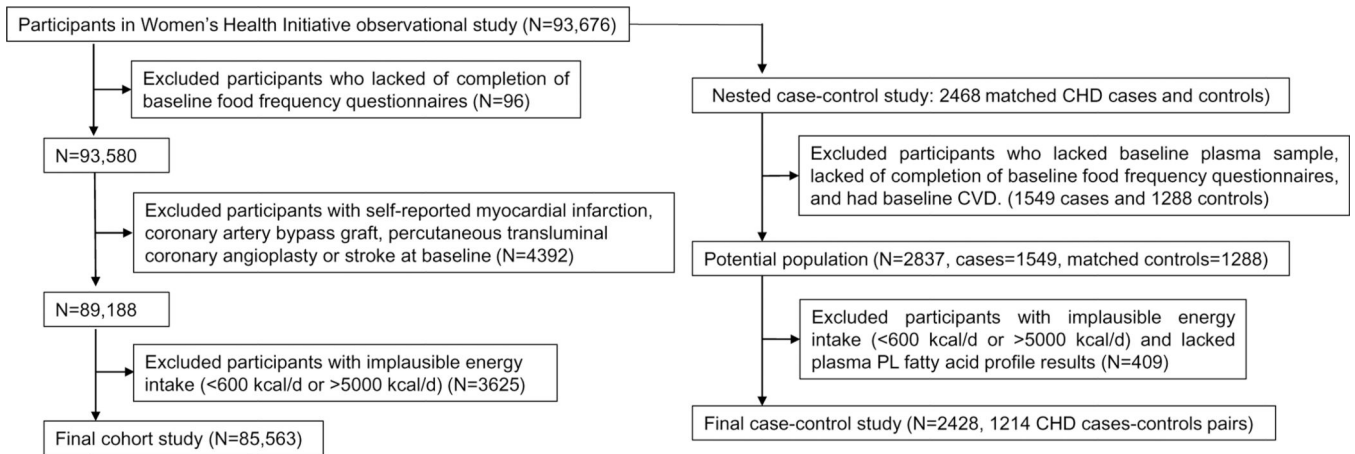 Participants in Women's Health Initiative observational study (N=93,676)
Excluded participants who lacked of completion of
baseline food frequency questionnaires (N=96)
N=93,580
Excluded participants with self-reported myocardial infarction,
coronary artery bypass graft, percutaneous transluminal
coronary angioplasty or stroke at baseline (N=4392)
N=89,188
Excluded participants with implausible energy
intake (<600 kcal/d or >5000 kcal/d) (N=3625)
Final cohort study (N=85,563)
Nested case-control study: 2468 matched CHD cases and controls)
Excluded participants who lacked baseline plasma sample,
lacked of completion of baseline food frequency questionnaires,
and had baseline CVD. (1549 cases and 1288 controls)
Potential population (N=2837, cases=1549, matched controls=1288)
Excluded participants with implausible energy
intake (<600 kcal/d or >5000 kcal/d) and lacked
plasma PL fatty acid profile results (N=409)
Final case-control study (N=2428, 1214 CHD cases-controls pairs)